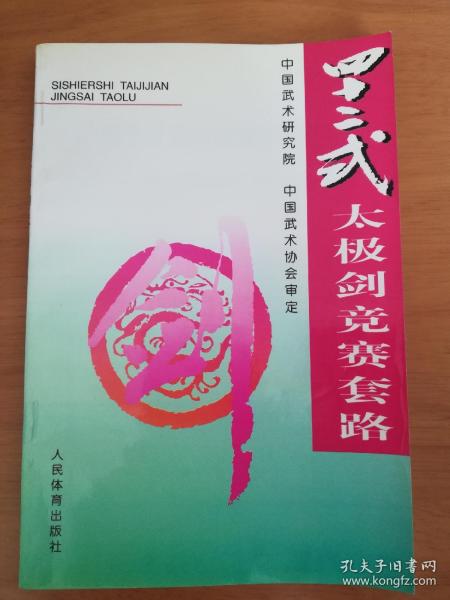 SISHIERSHI TAIJIJIAN
JINGSAI TAOLU
四十二式
太极剑竞赛套路
中国武术研究院 中国武术协会审定
剑
人民体育出版社
孔夫子旧书网
www.kongfz.com